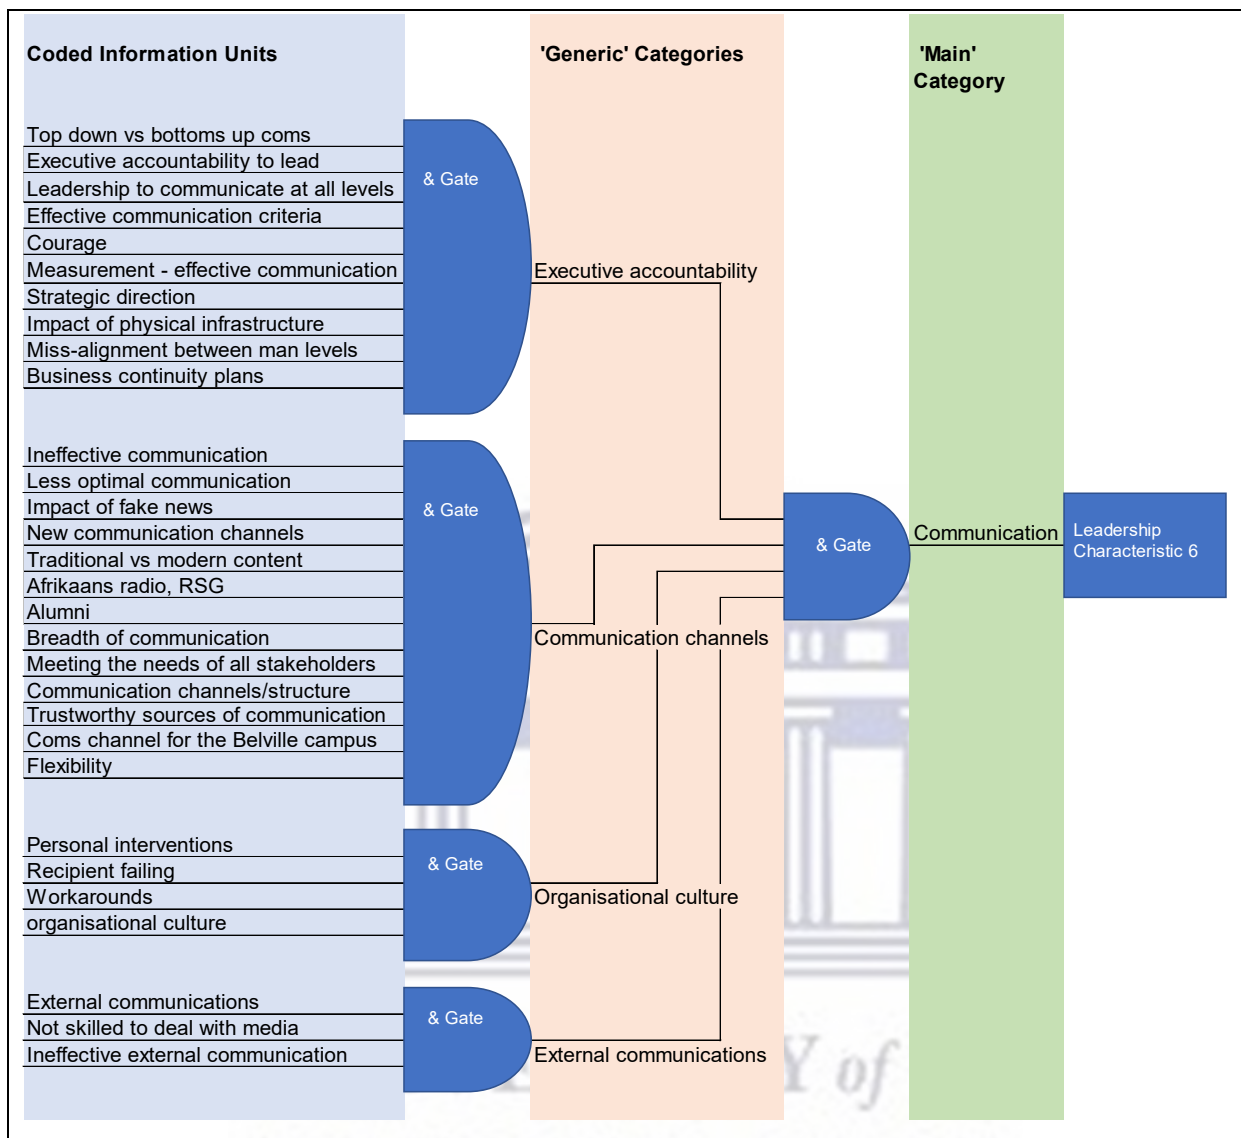 Coded Information Units
'Generic' Categories
'Main'
Category
Top down vs bottoms up coms
Executive accountability to lead
Leadership to communicate at all levels
Effective communication criteria
Courage
Measurement - effective communication
Strategic direction
Impact of physical infrastructure
Miss-alignment between man levels
Business continuity plans
& Gate
Executive accountability
Ineffective communication
Less optimal communication
Impact of fake news
New communication channels
Traditional vs modern content
Afrikaans radio, RSG
Alumni
Breadth of communication
Meeting the needs of all stakeholders
Communication channels/structure
Trustworthy sources of communication
Coms channel for the Belville campus
Flexibility
& Gate
Communication channels
Personal interventions
Recipient failing
Workarounds
organisational culture
& Gate
Organisational culture
External communications
Not skilled to deal with media
Ineffective external communication
& Gate
External communications
& Gate
Communication
Leadership
Characteristic 6
of